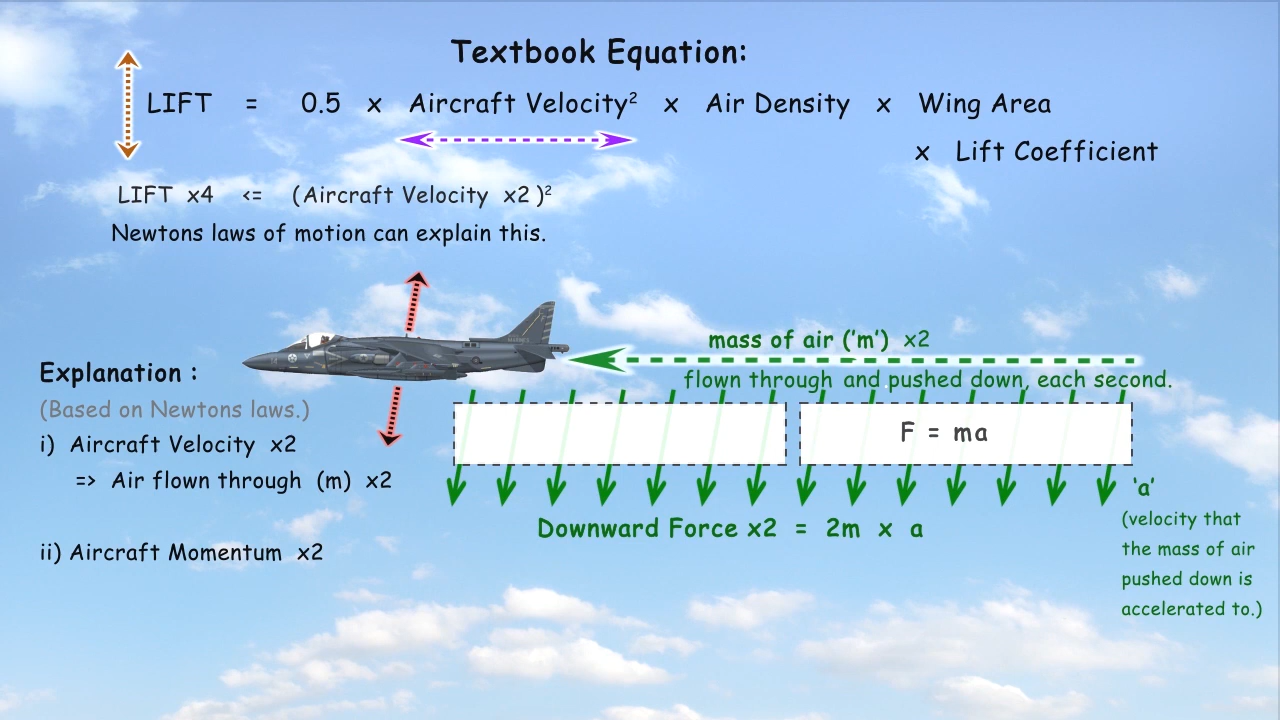 Textbook Equation:
LIFT = 0.5 x Aircraft Velocity² x Air Density x Wing Area
x Lift Coefficient
LIFT x4 <= (Aircraft Velocity x2 )²
Newtons laws of motion can explain this.
mass of air ('m') x2
flown through and pushed down, each second.
Explanation :
(Based on Newtons laws.)
i) Aircraft Velocity x2
=> Air flown through (m) x2
ii) Aircraft Momentum x2
F = ma
Downward Force x2 = 2m x a
'a'
(velocity that
the mass of air
pushed down is
accelerated to.)